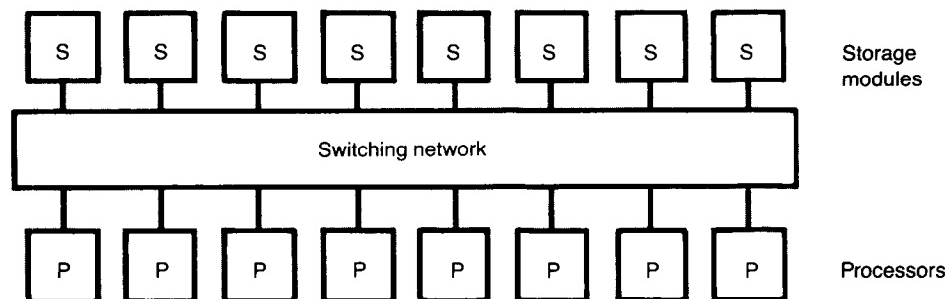 S S S S S S S S
Storage
modules
Switching network
P P P P P P P P
Processors